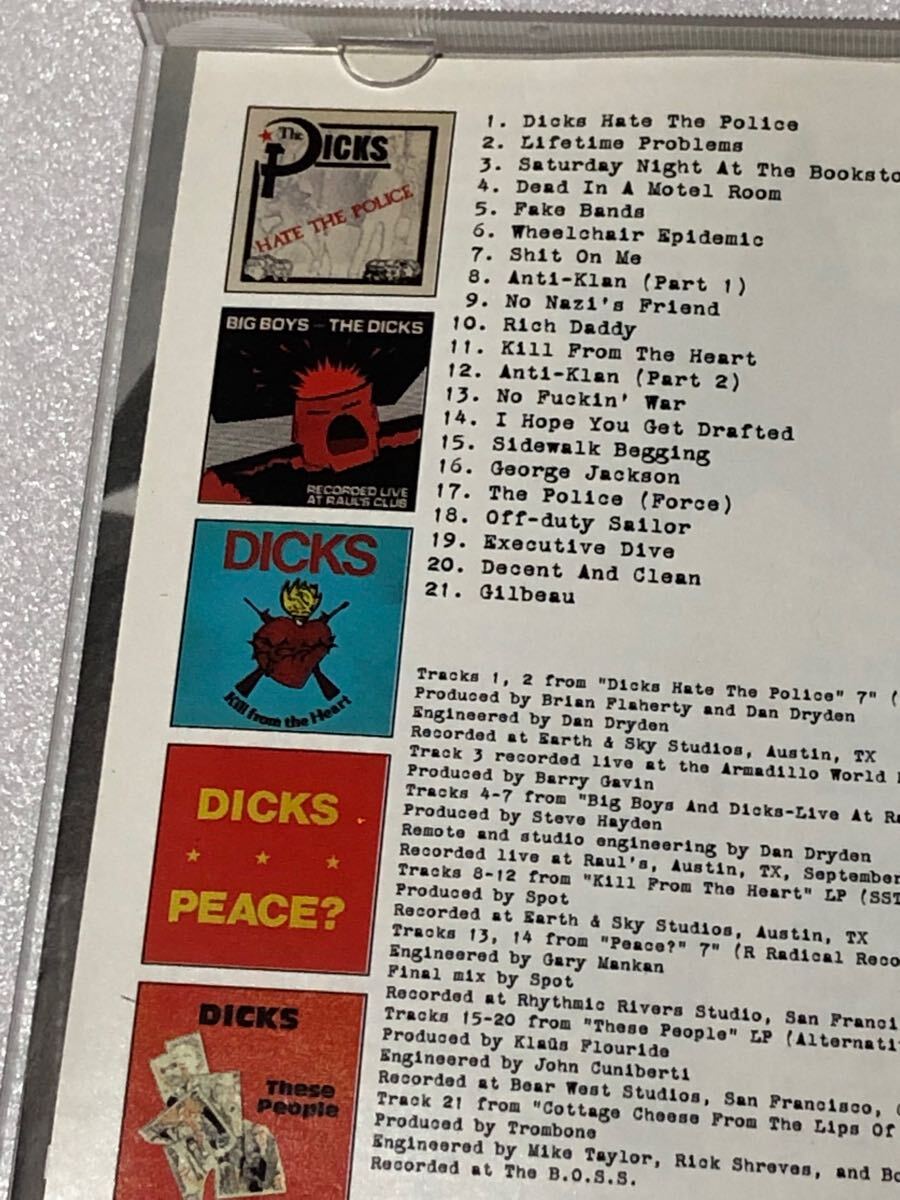 The
DICKS
HATE THE POLICE
BIG BOYS — THE DICKS
RECORDED LIVE
AT RAUL'S CLUB
DICKS
Kill from the Heart
DICKS
PEACE?
DICKS
These
People
1. Dicks Hate The Police
2. Lifetime Problems
3. Saturday Night At The Booksto
4. Dead In A Motel Room
5. Fake Bands
6. Wheelchair Epidemic
7. Shit On Me
8. Anti-Klan (Part 1)
9. No Nazi's Friend
10. Rich Daddy
11. Kill From The Heart
12. Anti-Klan (Part 2)
13. No Fuckin' War
14. I Hope You Get Drafted
15. Sidewalk Begging
16. George Jackson
17. The Police (Force)
18. Off-duty Sailor
19. Executive Dive
20. Decent And Clean
21. Gilbeau
Tracks 1, 2 from "Dicks Hate The Police" 7" (
Produced by Brian Flaherty and Dan Dryden
Engineered by Dan Dryden
Recorded at Earth & Sky Studios, Austin, TX
Track 3 recorded live at the Armadillo World
Produced by Barry Gavin
Tracks 4-7 from "Big Boys And Dicks-Live At Ra
Produced by Steve Hayden
Remote and studio engineering by Dan Dryden
Recorded live at Raul's, Austin, TX, September
Tracks 8-12 from "Kill From The Heart" LP (SST
Produced by Spot
Recorded at Earth & Sky Studios, Austin, TX
Tracks 13, 14 from "Peace?" 7" (R Radical Reco
Engineered by Gary Mankan
Final mix by Spot
Recorded at Rhythmic Rivers Studio, San Franci
Tracks 15-20 from "These People" LP (Alternati
Produced by Klaüs Flouride
Engineered by John Cuniberti
Recorded at Bear West Studios, San Francisco,
Track 21 from "Cottage Cheese From The Lips Of
Produced by Trombone
Engineered by Mike Taylor, Rick Shreves, and Bo
Recorded at The B.O.S.S.